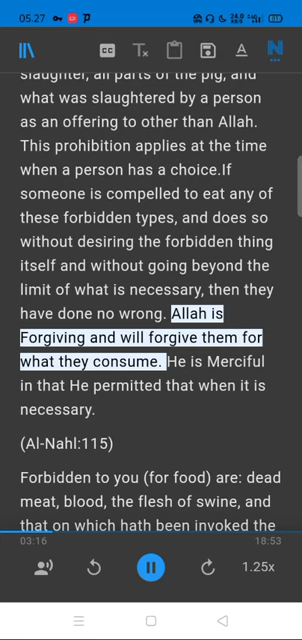 05.27
24.0
CC
slaughter, all parts of the pig, and
what was slaughtered by a person
as an offering to other than Allah.
This prohibition applies at the time
when a person has a choice.If
someone is compelled to eat any of
these forbidden types, and does so
without desiring the forbidden thing
itself and without going beyond the
limit of what is necessary, then they
have done no wrong. Allah is
Forgiving and will forgive them for
what they consume. He is Merciful
in that He permitted that when it is
necessary.
(Al-Nahl:115)
Forbidden to you (for food) are: dead
meat, blood, the flesh of swine, and
that on which hath been invoked the
03:16
18:53
1.25x